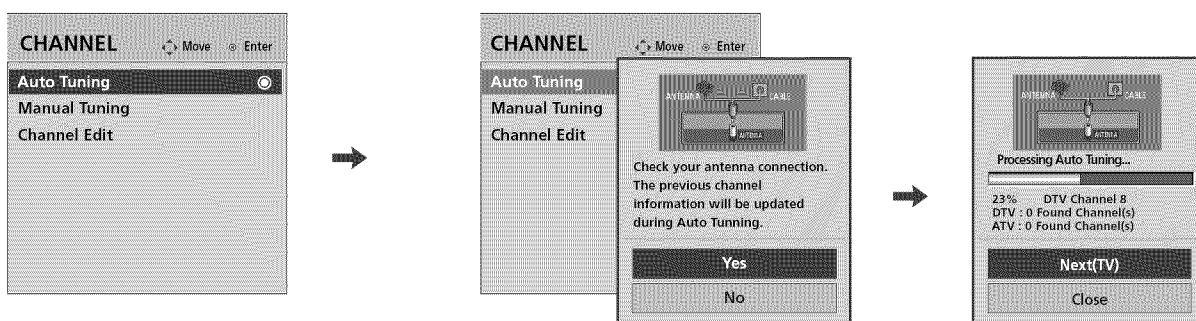 CHANNEL Move Enter
Auto Tuning
Manual Tuning
Channel Edit
CHANNEL Move Enter
Auto Tuning
Manual Tuning
Channel Edit
ANTENNA CABLE
ANTENNA
Check your antenna connection.
The previous channel
information will be updated
during Auto Tunning.
Yes
No
ANTENNA CABLE
ANTENNA
Processing Auto Tuning...
23% DTV Channel 8
DTV : 0 Found Channel(s)
ATV : 0 Found Channel(s)
Next(TV)
Close